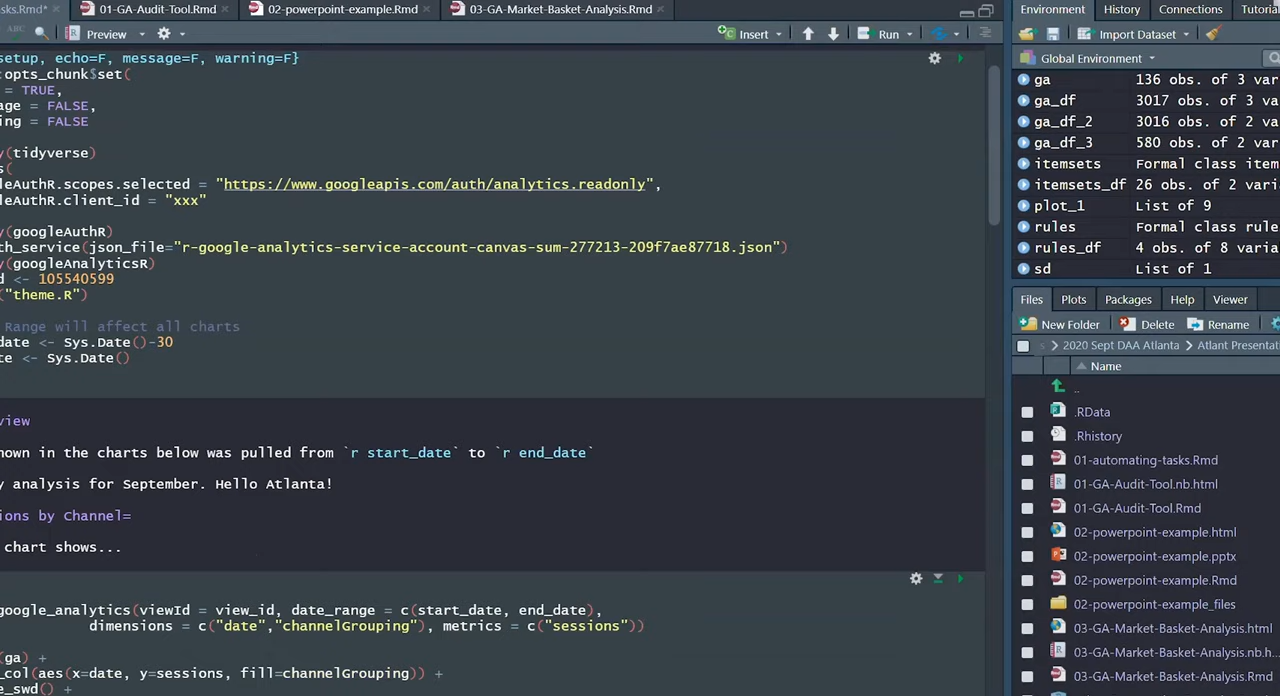 sks.Rmd* 01-GA-Audit-Tool.Rmd 02-powerpoint-example.Rmd 03-GA-Market-Basket-Analysis.Rmd
ABC Preview Insert Run
setup, echo=F, message=F, warning=F}
:opts_chunk$set(
= TRUE,
age = FALSE,
ing = FALSE
y(tidyverse)
s(
leAuthR.scopes.selected = "https://www.googleapis.com/auth/analytics.readonly",
leAuthR.client_id = "xxx"
y(googleAuthR)
th_service(json_file="r-google-analytics-service-account-canvas-sum-277213-209f7ae87718.json")
y(googleAnalyticsR)
d <- 105540599
("theme.R")
Range will affect all charts
date <- Sys.Date()-30
te <- Sys.Date()
view
hown in the charts below was pulled from `r start_date` to `r end_date`
y analysis for September. Hello Atlanta!
ions by Channel=
chart shows...
google_analytics(viewId = view_id, date_range = c(start_date, end_date),
dimensions = c("date","channelGrouping"), metrics = c("sessions"))
(ga) +
_col(aes(x=date, y=sessions, fill=channelGrouping)) +
e_swd() +
Environment History Connections Tutorial
Import Dataset
Global Environment
ga 136 obs. of 3 var
ga_df 3017 obs. of 3 va
ga_df_2 3016 obs. of 2 va
ga_df_3 580 obs. of 2 var
itemsets Formal class item
itemsets_df 26 obs. of 2 vari
plot_1 List of 9
rules Formal class rule
rules_df 4 obs. of 8 varia
sd List of 1
Files Plots Packages Help Viewer
New Folder Delete Rename
s 2020 Sept DAA Atlanta Atlant Presentati
Name
..
.RData
.Rhistory
01-automating-tasks.Rmd
01-GA-Audit-Tool.nb.html
01-GA-Audit-Tool.Rmd
02-powerpoint-example.html
02-powerpoint-example.pptx
02-powerpoint-example.Rmd
02-powerpoint-example_files
03-GA-Market-Basket-Analysis.html
03-GA-Market-Basket-Analysis.nb.h...
03-GA-Market-Basket-Analysis.Rmd